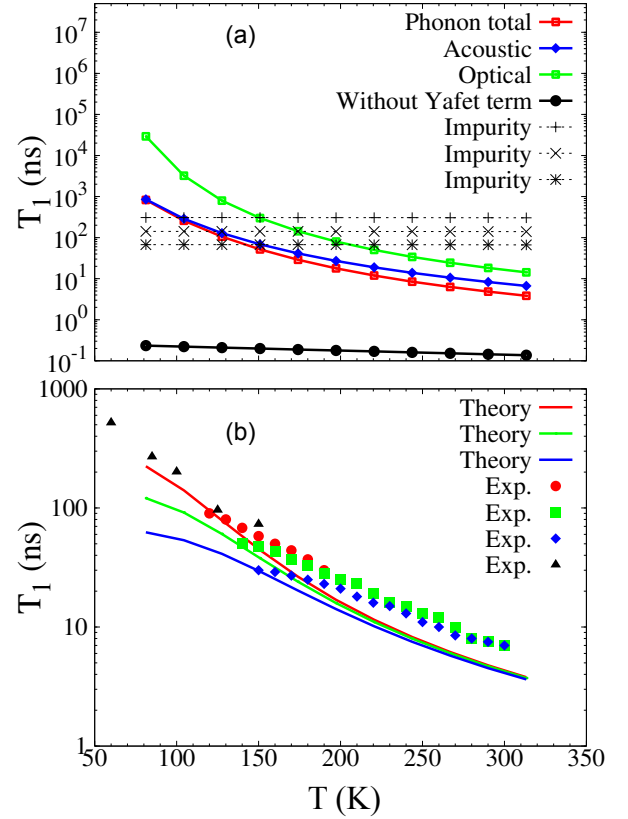 (a)
Phonon total
Acoustic
Optical
Without Yafet term
Impurity
Impurity
Impurity
T1 (ns)
10^7
10^6
10^5
10^4
10^3
10^2
10^1
10^0
10^-1
(b)
Theory
Theory
Theory
Exp.
Exp.
Exp.
Exp.
T1 (ns)
1000
100
10
1
50 100 150 200 250 300 350
T (K)